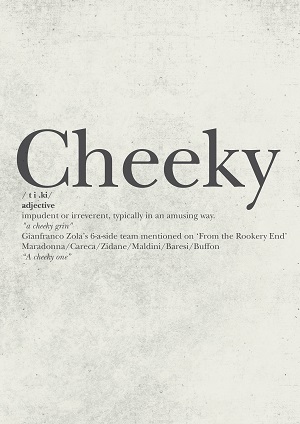 Cheeky
/ t i .ki/
adjective
impudent or irreverent, typically in an amusing way.
"a cheeky grin"
Gianfranco Zola's 6-a-side team mentioned on 'From the Rookery End'
Maradonna/Careca/Zidane/Maldini/Baresi/Buffon
"A cheeky one"